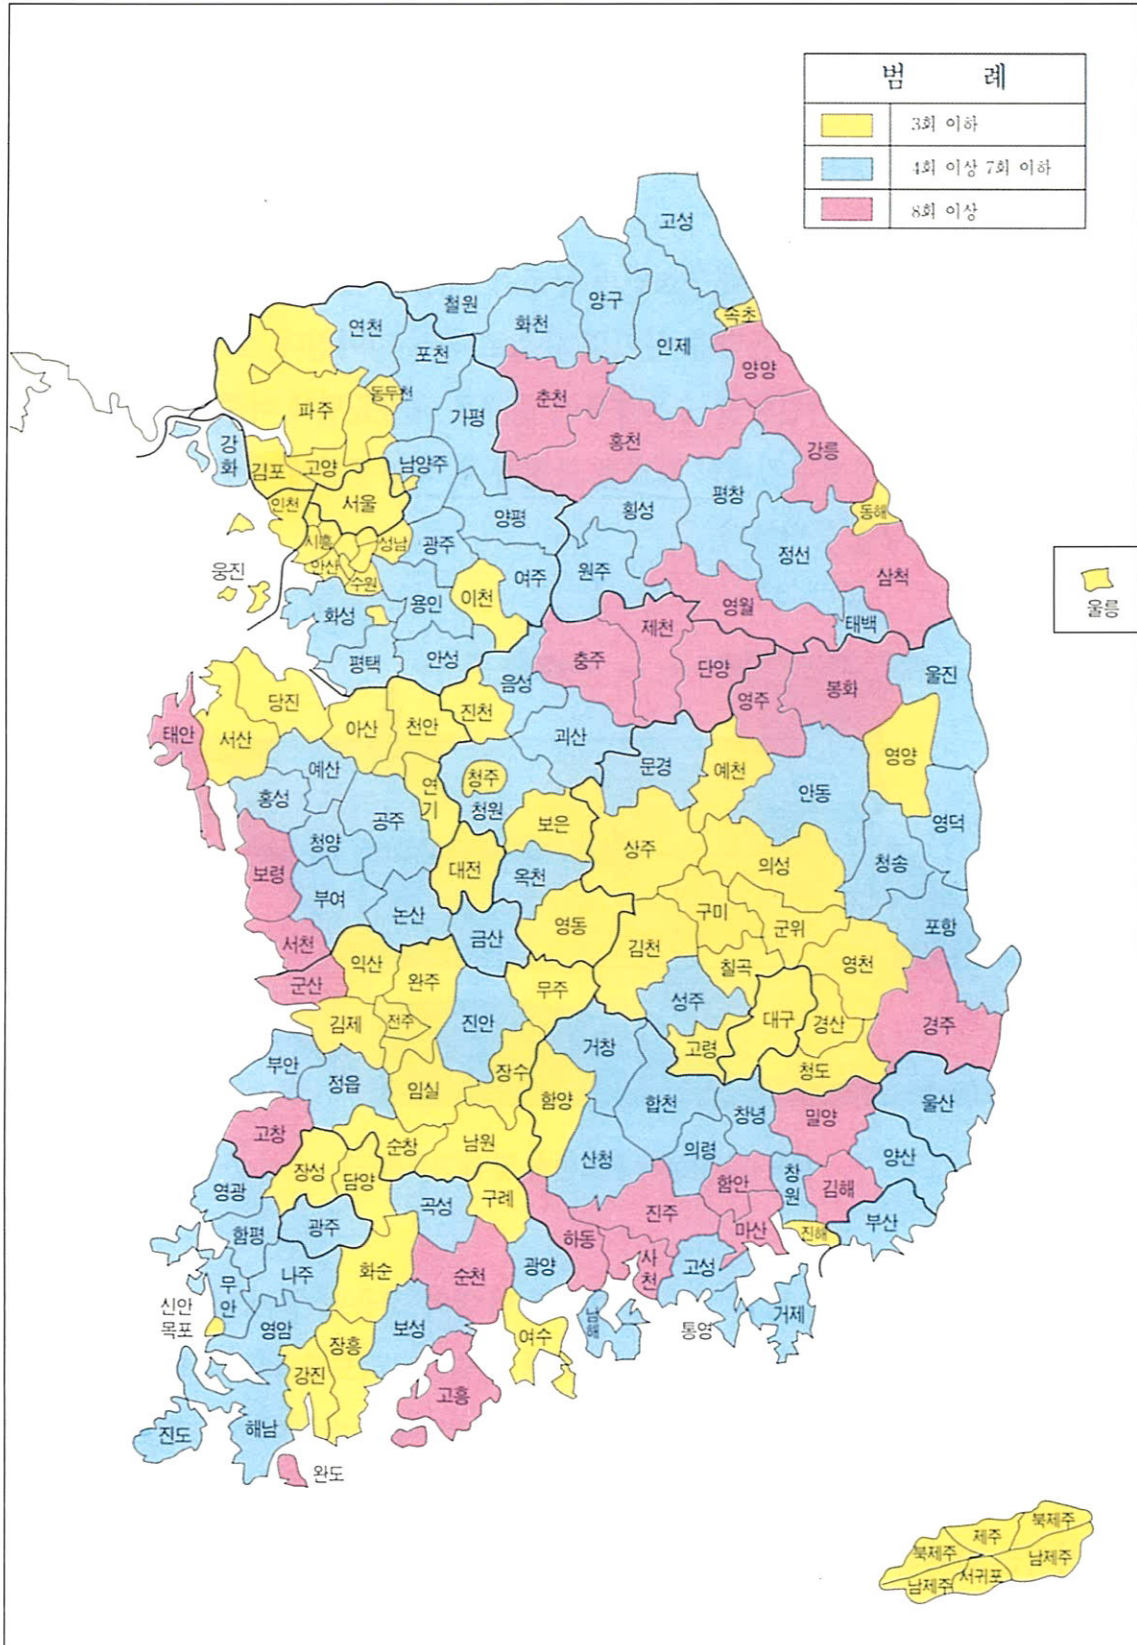 범 례
3회 이하
4회 이상 7회 이하
8회 이상
고성
철원
양구
화천
연천
속초
포천
인제
양양
동두천
춘천
파주
가평
홍천
강릉
강화
김포
고양
남양주
평창
인천
서울
양평
횡성
동해
시흥
성남
광주
정선
안산
수원
여주
원주
삼척
웅진
이천
용인
영월
울릉
화성
제천
태백
평택
안성
충주
단양
울진
음성
영주
봉화
당진
진천
태안
서산
아산
천안
괴산
예산
문경
예천
영양
청주
연기
안동
홍성
청원
공주
보은
영덕
청양
상주
의성
청송
보령
대전
옥천
부여
논산
구미
포항
서천
금산
영동
군위
김천
익산
칠곡
영천
군산
완주
무주
성주
김제
전주
진안
대구
경산
경주
거창
고령
부안
정읍
장수
청도
임실
함양
합천
창녕
밀양
울산
고창
순창
남원
산청
의령
양산
장성
담양
영광
곡성
구례
함안
창원
김해
함평
광주
진주
마산
진해
부산
하동
나주
화순
순천
광양
사천
고성
무안
신안
목포
영암
보성
여수
남해
통영
거제
장흥
강진
고흥
진도
해남
완도
북제주
제주
북제주
남제주
남제주
서귀포